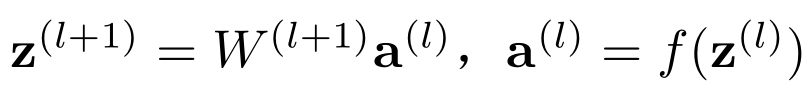 𝐳⁽ˡ⁺¹⁾ = W⁽ˡ⁺¹⁾𝐚⁽ˡ⁾，𝐚⁽ˡ⁾ = f(𝐳⁽ˡ⁾)